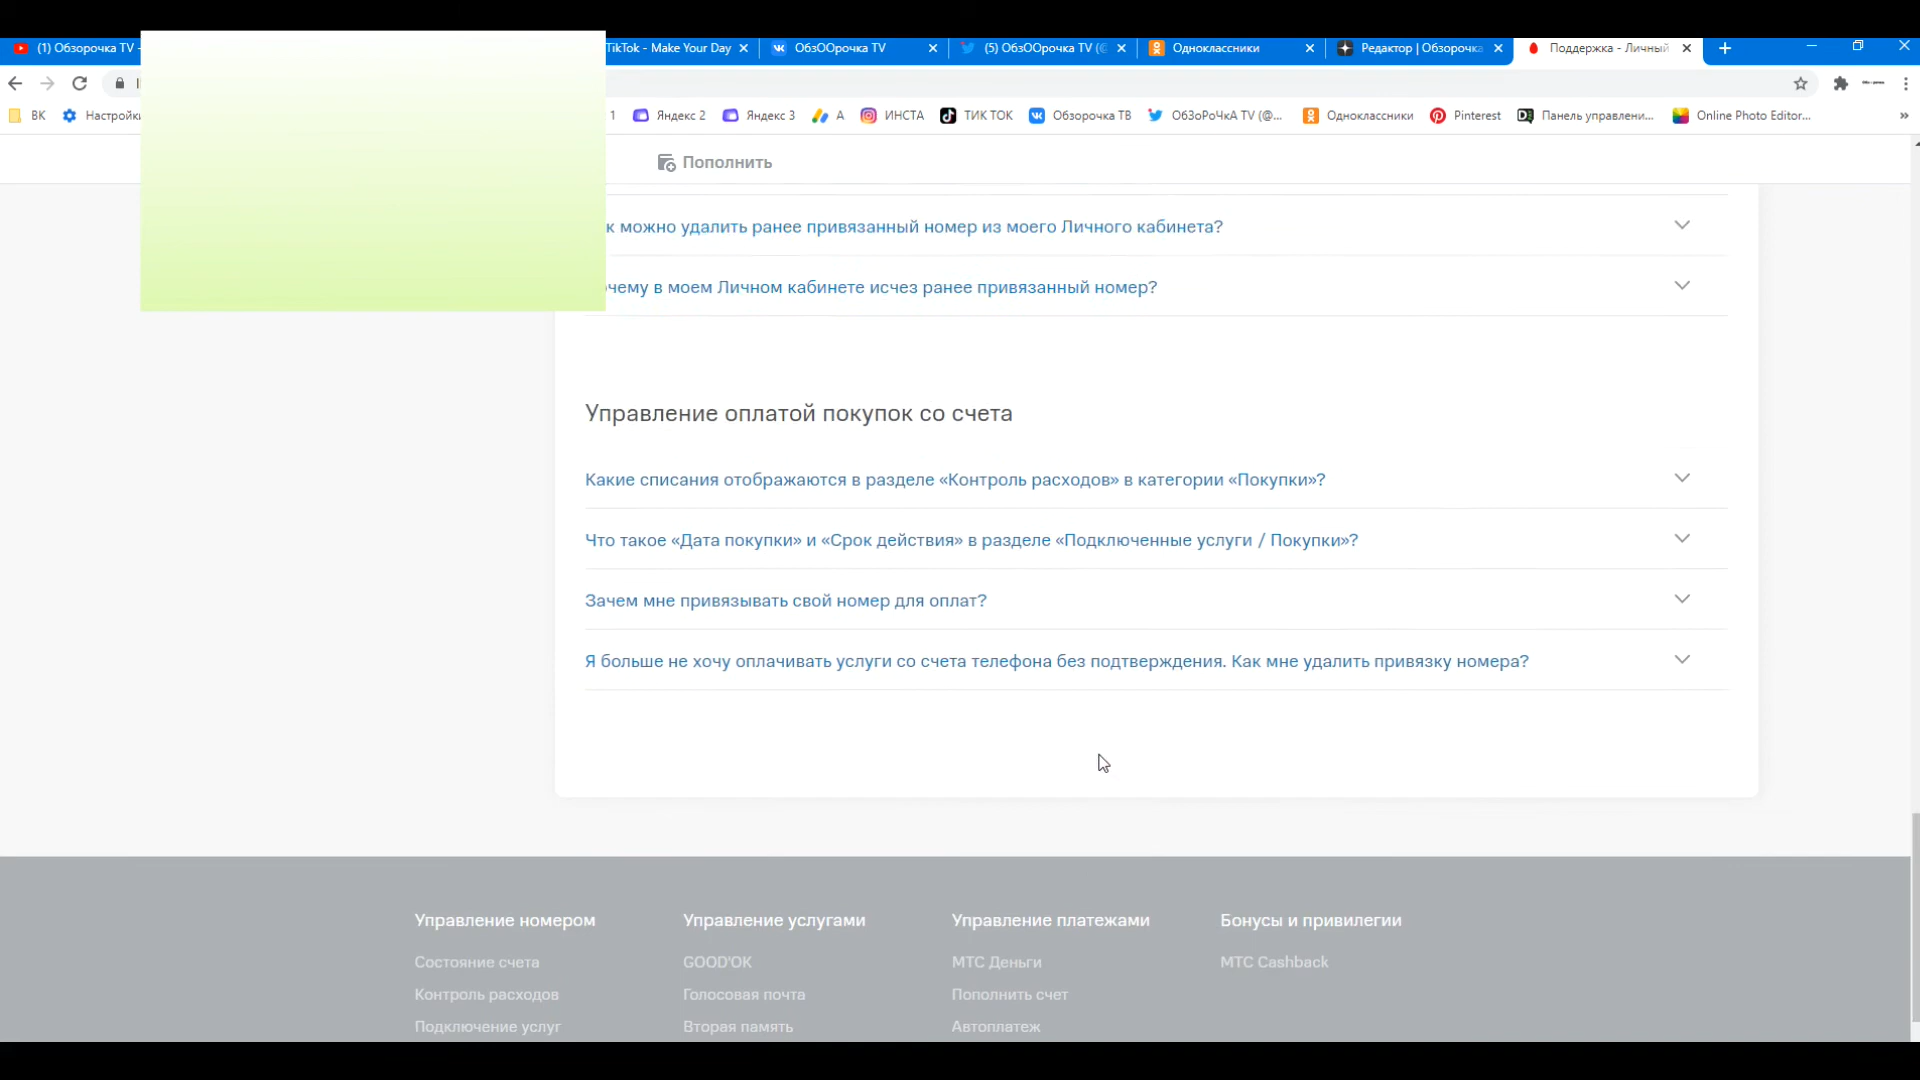 (1) Обзорочка TV -
TikTok - Make Your Day
ОбзООрочка TV
(5) ОбзООрочка TV (@
Одноклассники
Редактор | Обзорочка
Поддержка - Личный
ВК
Настройки
1
Яндекс 2
Яндекс 3
А
ИНСТА
ТИК ТОК
Обзорочка ТВ
ОбЗоРоЧкА TV (@...
Одноклассники
Pinterest
Панель управлени...
Online Photo Editor...
»
Пополнить
к можно удалить ранее привязанный номер из моего Личного кабинета?
чему в моем Личном кабинете исчез ранее привязанный номер?
Управление оплатой покупок со счета
Какие списания отображаются в разделе «Контроль расходов» в категории «Покупки»?
Что такое «Дата покупки» и «Срок действия» в разделе «Подключенные услуги / Покупки»?
Зачем мне привязывать свой номер для оплат?
Я больше не хочу оплачивать услуги со счета телефона без подтверждения. Как мне удалить привязку номера?
Управление номером
Управление услугами
Управление платежами
Бонусы и привилегии
Состояние счета
GOOD'OK
МТС Деньги
МТС Cashback
Контроль расходов
Голосовая почта
Пополнить счет
Подключение услуг
Вторая память
Автоплатеж